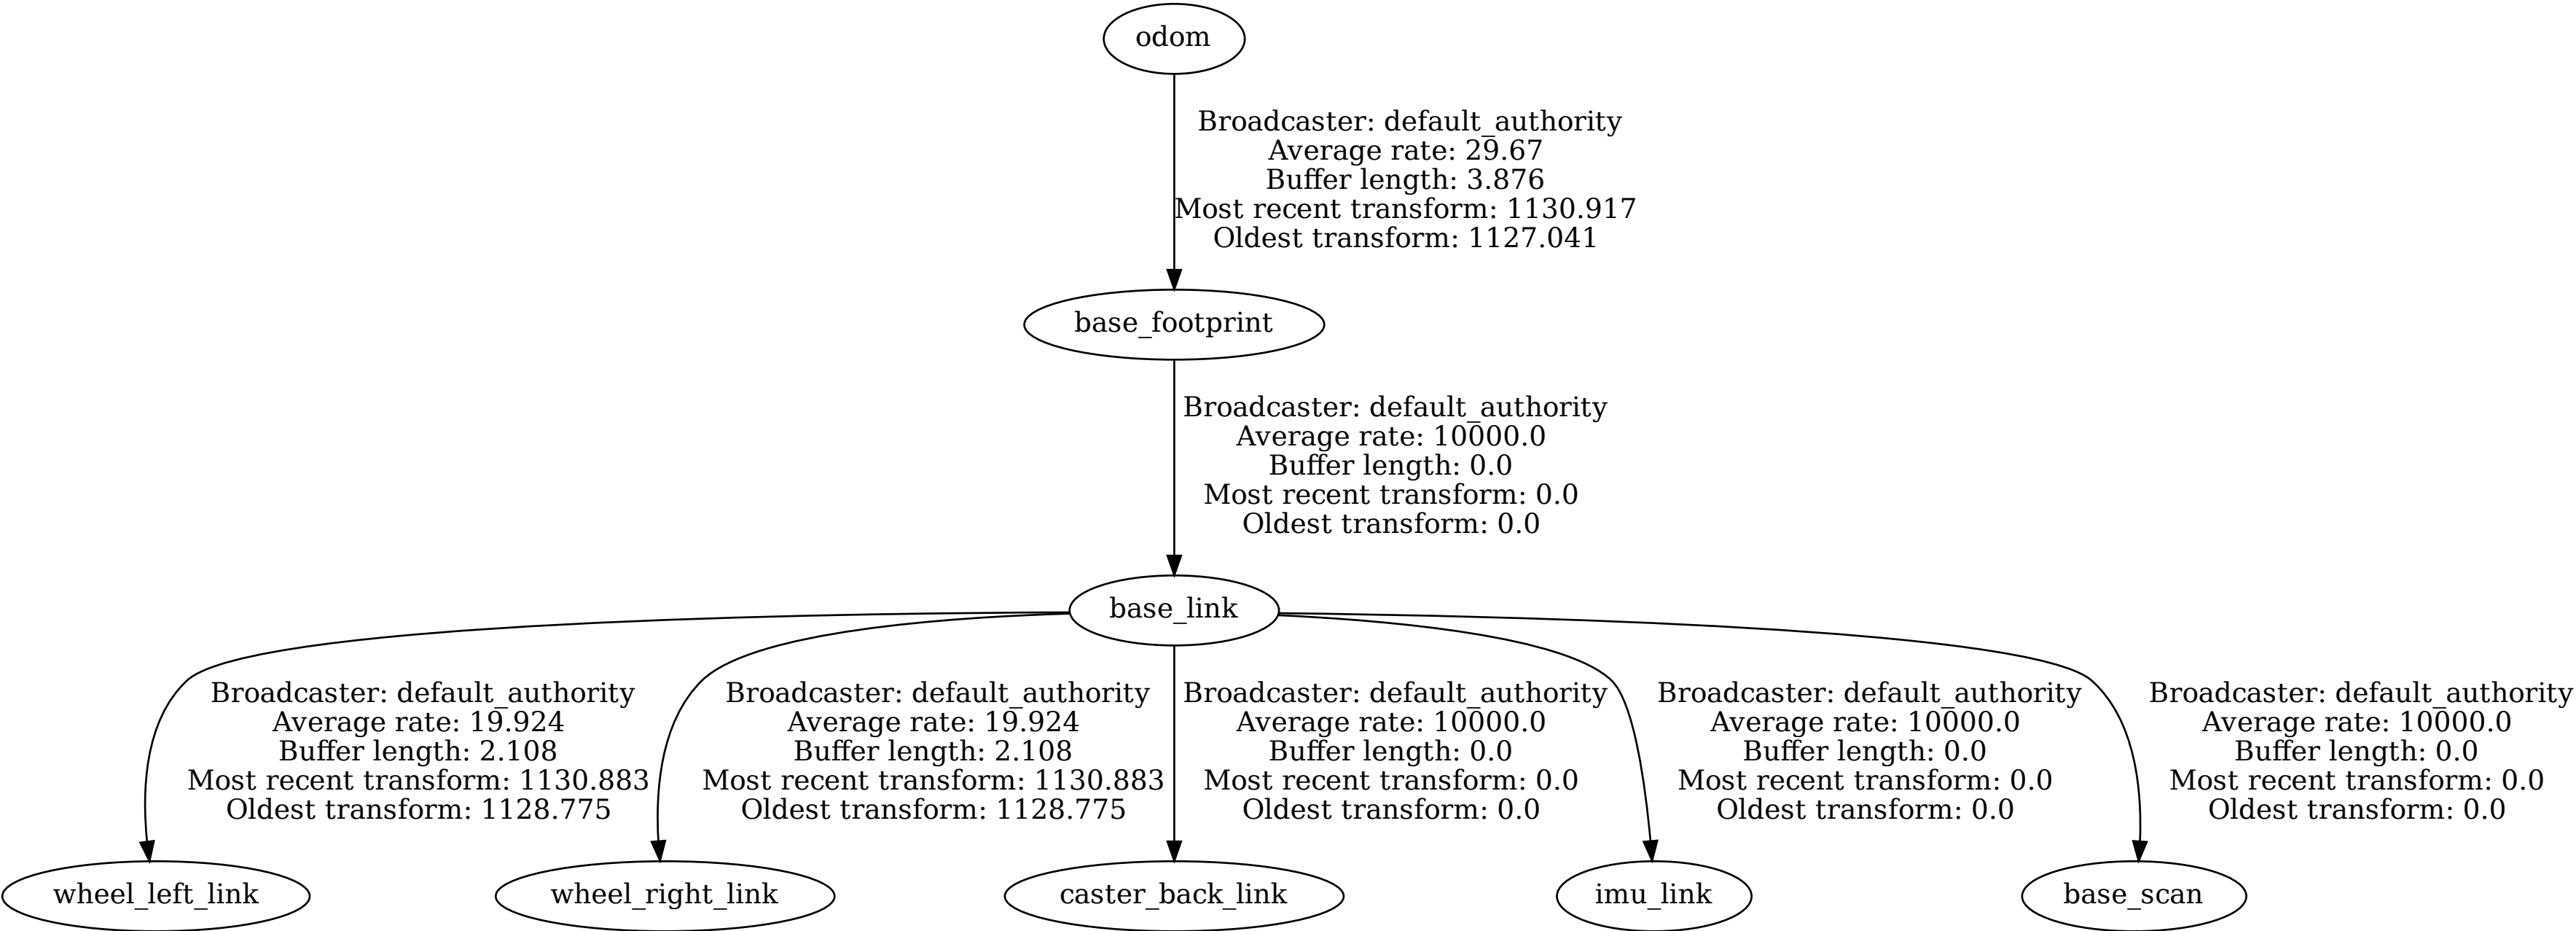 odom
Broadcaster: default_authority
Average rate: 29.67
Buffer length: 3.876
Most recent transform: 1130.917
Oldest transform: 1127.041
base_footprint
Broadcaster: default_authority
Average rate: 10000.0
Buffer length: 0.0
Most recent transform: 0.0
Oldest transform: 0.0
base_link
Broadcaster: default_authority
Average rate: 19.924
Buffer length: 2.108
Most recent transform: 1130.883
Oldest transform: 1128.775
Broadcaster: default_authority
Average rate: 19.924
Buffer length: 2.108
Most recent transform: 1130.883
Oldest transform: 1128.775
Broadcaster: default_authority
Average rate: 10000.0
Buffer length: 0.0
Most recent transform: 0.0
Oldest transform: 0.0
Broadcaster: default_authority
Average rate: 10000.0
Buffer length: 0.0
Most recent transform: 0.0
Oldest transform: 0.0
Broadcaster: default_authority
Average rate: 10000.0
Buffer length: 0.0
Most recent transform: 0.0
Oldest transform: 0.0
wheel_left_link
wheel_right_link
caster_back_link
imu_link
base_scan